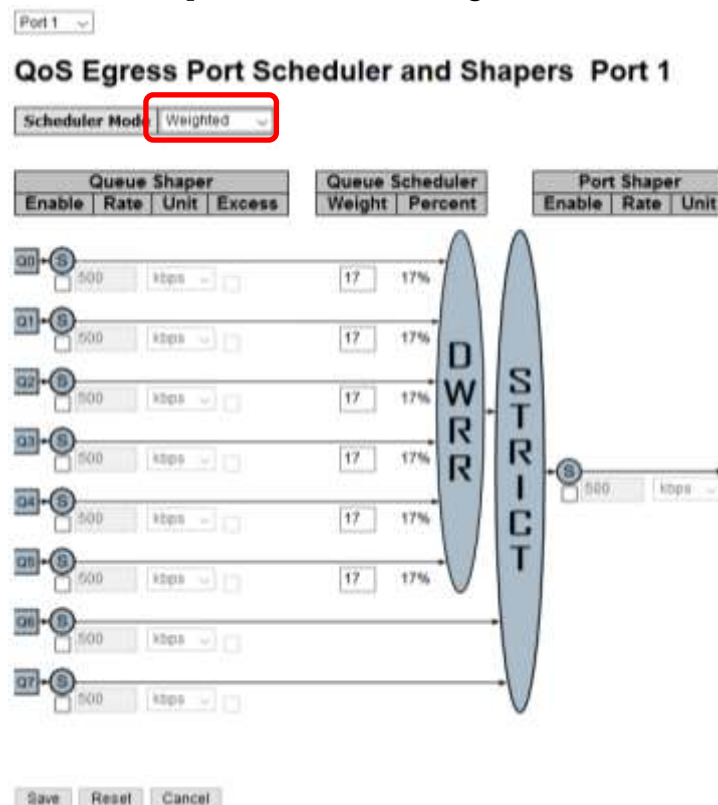 Port 1
QoS Egress Port Scheduler and Shapers Port 1
Scheduler Mode Weighted
Queue Shaper Queue Scheduler Port Shaper
Enable Rate Unit Excess Weight Percent Enable Rate Unit
Q0 S
500 kbps 17 17%
Q1 S
500 kbps 17 17%
Q2 S
500 kbps 17 17%
Q3 S
500 kbps 17 17%
Q4 S
500 kbps 17 17%
Q5 S
500 kbps 17 17%
Q6 S
500 kbps
Q7 S
500 kbps
DWRR
STRICT
S
500 kbps
Save Reset Cancel